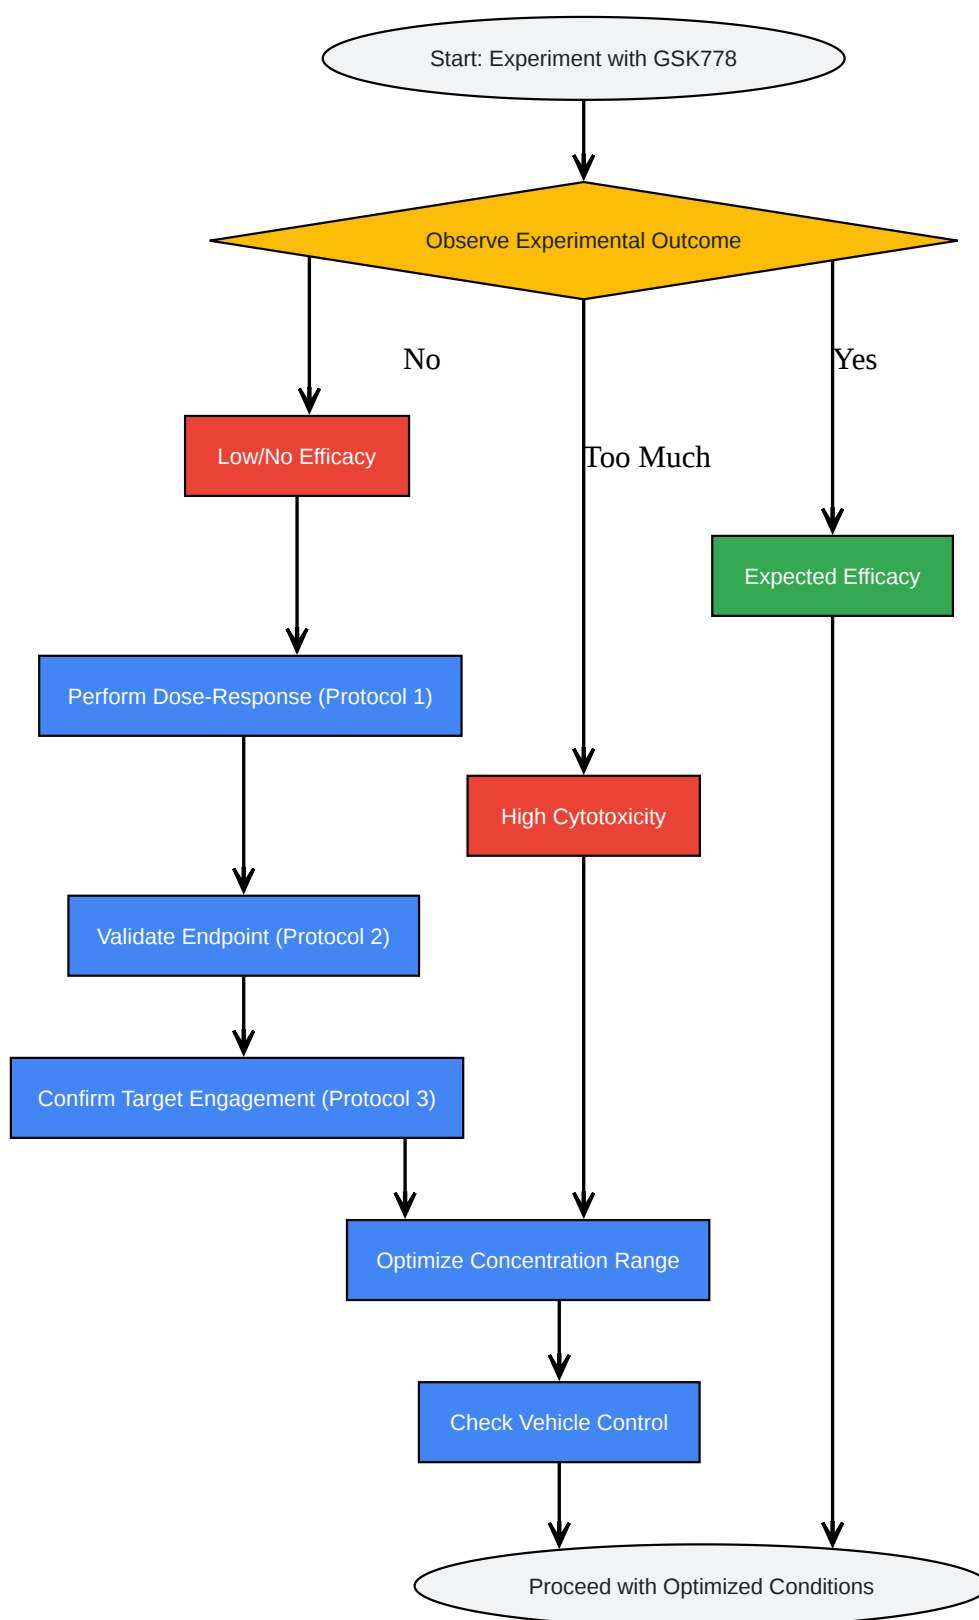 Start: Experiment with GSK778
Observe Experimental Outcome
No
Yes
Low/No Efficacy
Too Much
Expected Efficacy
Perform Dose-Response (Protocol 1)
High Cytotoxicity
Validate Endpoint (Protocol 2)
Confirm Target Engagement (Protocol 3)
Optimize Concentration Range
Check Vehicle Control
Proceed with Optimized Conditions